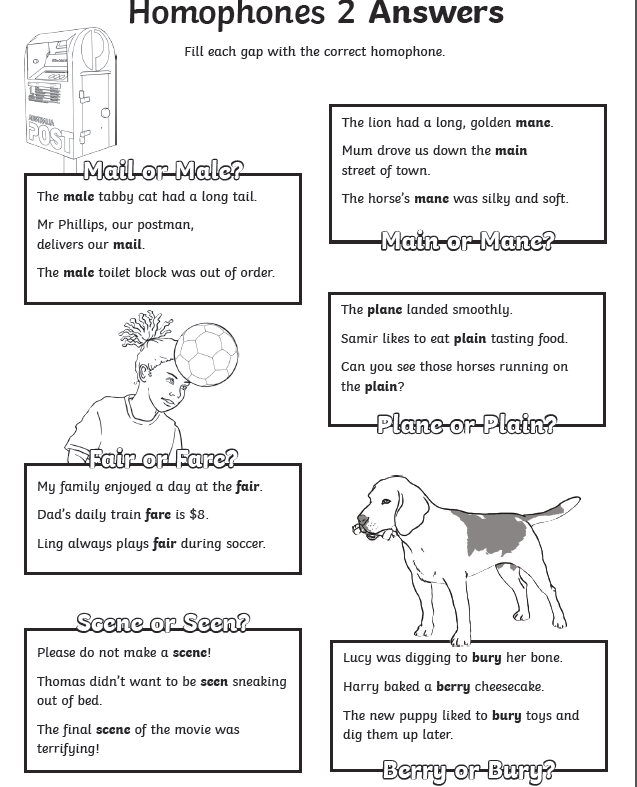 Homophones 2 Answers
Fill each gap with the correct homophone.
AUSTRALIA
POST
Mail or Male?
The male tabby cat had a long tail.
Mr Phillips, our postman,
delivers our mail.
The male toilet block was out of order.
The lion had a long, golden mane.
Mum drove us down the main
street of town.
The horse's mane was silky and soft.
Main or Mane?
The plane landed smoothly.
Samir likes to eat plain tasting food.
Can you see those horses running on
the plain?
Plane or Plain?
Fair or Fare?
My family enjoyed a day at the fair.
Dad's daily train fare is $8.
Ling always plays fair during soccer.
Scene or Seen?
Please do not make a scene!
Thomas didn't want to be seen sneaking
out of bed.
The final scene of the movie was
terrifying!
Lucy was digging to bury her bone.
Harry baked a berry cheesecake.
The new puppy liked to bury toys and
dig them up later.
Berry or Bury?